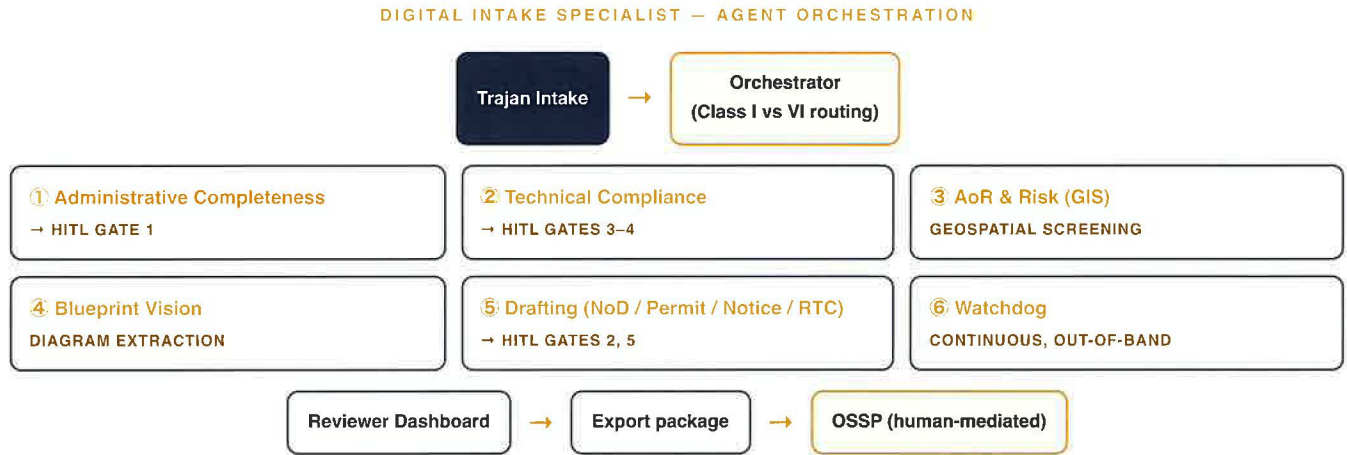 DIGITAL INTAKE SPECIALIST — AGENT ORCHESTRATION
Trajan Intake
→
Orchestrator
(Class I vs VI routing)
① Administrative Completeness
→ HITL GATE 1
② Technical Compliance
→ HITL GATES 3–4
③ AoR & Risk (GIS)
GEOSPATIAL SCREENING
④ Blueprint Vision
DIAGRAM EXTRACTION
⑤ Drafting (NoD / Permit / Notice / RTC)
→ HITL GATES 2, 5
⑥ Watchdog
CONTINUOUS, OUT-OF-BAND
Reviewer Dashboard
→
Export package
→
OSSP (human-mediated)